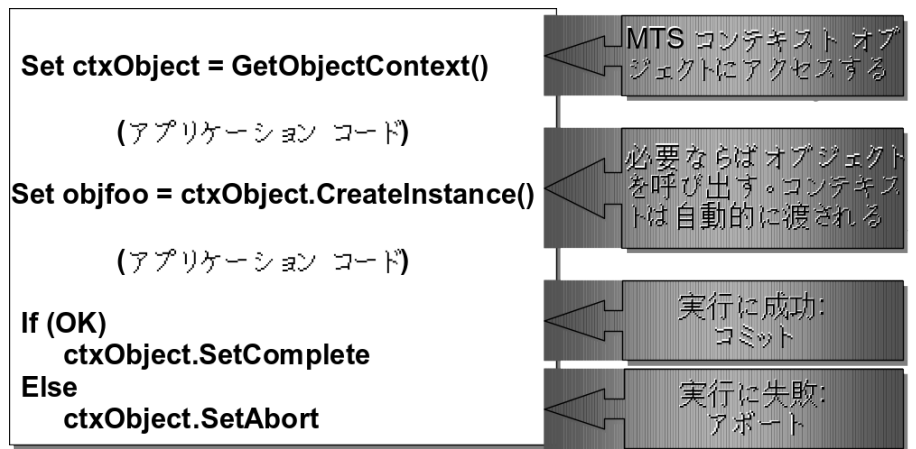 Set ctxObject = GetObjectContext()
(アプリケーション コード)
Set objfoo = ctxObject.CreateInstance()
(アプリケーション コード)
If (OK)
ctxObject.SetComplete
Else
ctxObject.SetAbort
MTS コンテキスト オブ
ジェクトにアクセスする
必要ならば オブジェクト
を呼び出す。コンテキス
トは自動的に渡される
実行に成功:
コミット
実行に失敗:
アボート